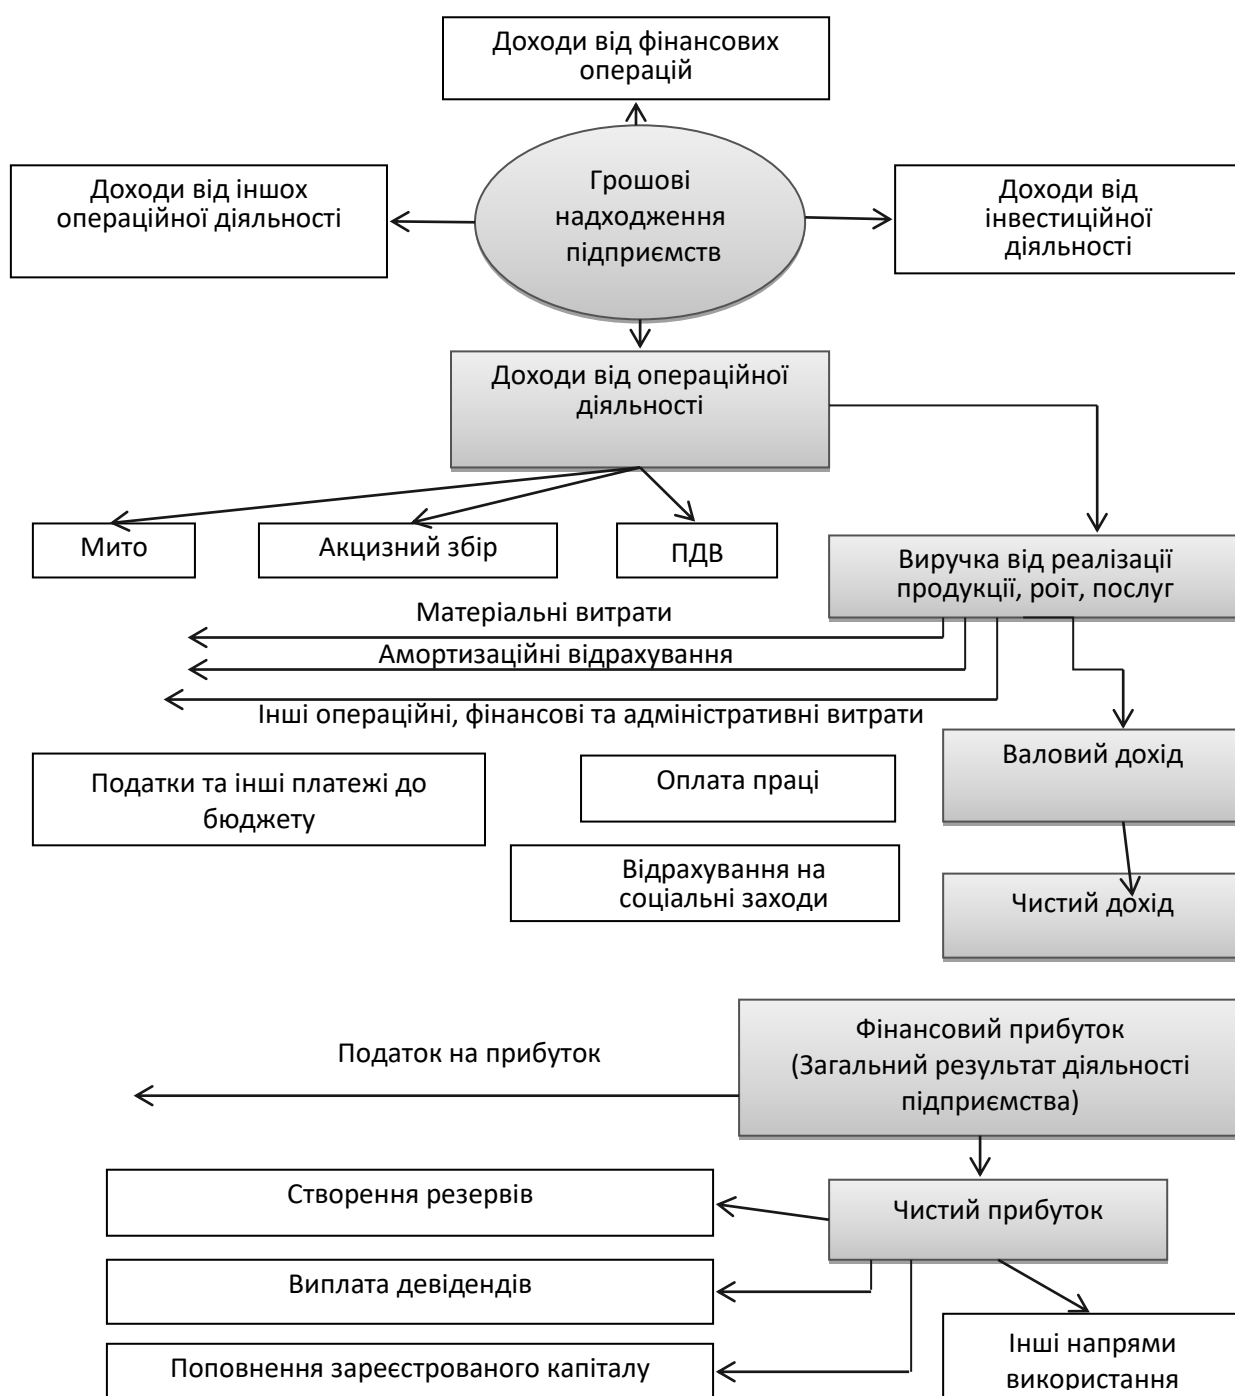 Доходи від фінансових
операцій
Грошові
надходження
підприємств
Доходи від іншох
операційної діяльності
Доходи від
інвестиційної
діяльності
Доходи від операційної
діяльності
Мито
Акцизний збір
ПДВ
Виручка від реалізації
продукції, роіт, послуг
Матеріальні витрати
Амортизаційні відрахування
Інші операційні, фінансові та адміністративні витрати
Валовий дохід
Податки та інші платежі до
бюджету
Оплата праці
Відрахування на
соціальні заходи
Чистий дохід
Фінансовий прибуток
(Загальний результат діяльності
підприємства)
Податок на прибуток
Створення резервів
Чистий прибуток
Виплата девідендів
Поповнення зареєстрованого капіталу
Інші напрями
використання